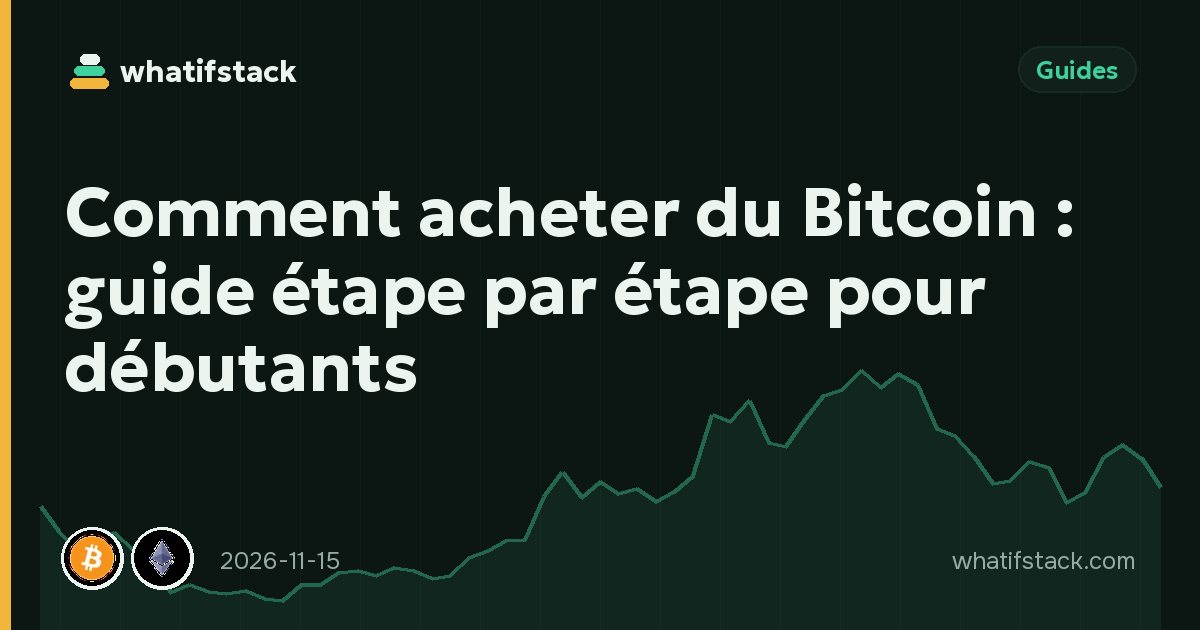 whatifstack
Guides
Comment acheter du Bitcoin :
guide étape par étape pour
débutants
2026-11-15
whatifstack.com